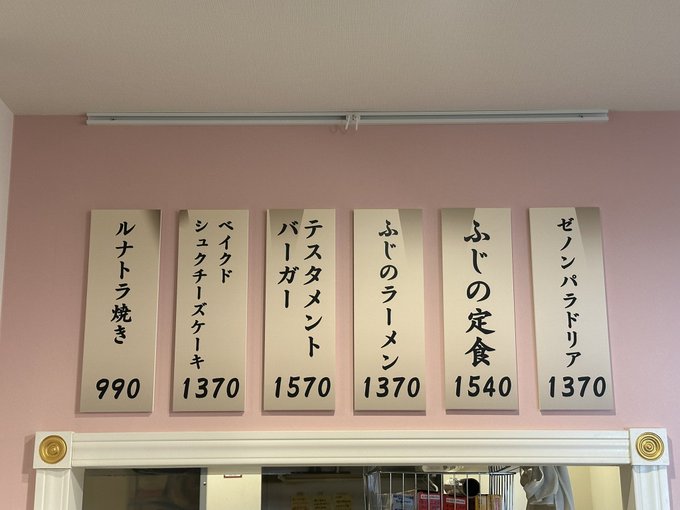 ゼノンパラドリア
1370
ふじの定食
1540
ふじのラーメン
1370
テスタメント
バーガー
1570
ベイクド
シュクチーズケーキ
1370
ルナトラ焼き
990